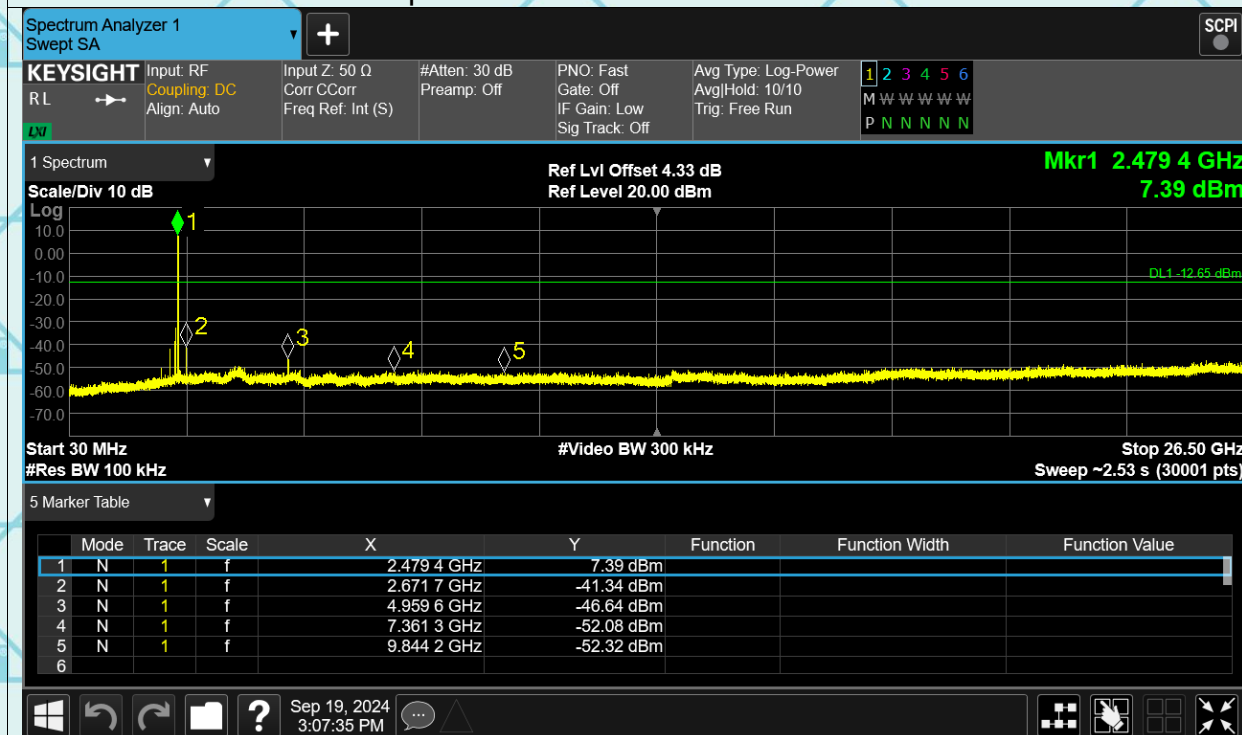 Spectrum Analyzer 1
Swept SA
+
SCPI
KEYSIGHT
RL
LXI
Input: RF
Coupling: DC
Align: Auto
Input Z: 50 Ω
Corr CCorr
Freq Ref: Int (S)
#Atten: 30 dB
Preamp: Off
PNO: Fast
Gate: Off
IF Gain: Low
Sig Track: Off
Avg Type: Log-Power
Avg|Hold: 10/10
Trig: Free Run
1 2 3 4 5 6
M W W W W W
P N N N N N
1 Spectrum
Scale/Div 10 dB
Ref Lvl Offset 4.33 dB
Ref Level 20.00 dBm
Mkr1 2.479 4 GHz
7.39 dBm
Log
10.0
0.00
-10.0
-20.0
-30.0
-40.0
-50.0
-60.0
-70.0
1
2
3
4
5
DL1 -12.65 dBm
Start 30 MHz
#Video BW 300 kHz
Stop 26.50 GHz
#Res BW 100 kHz
Sweep ~2.53 s (30001 pts)
5 Marker Table
Mode Trace Scale X Y Function Function Width Function Value
1 N 1 f 2.479 4 GHz 7.39 dBm
2 N 1 f 2.671 7 GHz -41.34 dBm
3 N 1 f 4.959 6 GHz -46.64 dBm
4 N 1 f 7.361 3 GHz -52.08 dBm
5 N 1 f 9.844 2 GHz -52.32 dBm
6
?
Sep 19, 2024
3:07:35 PM